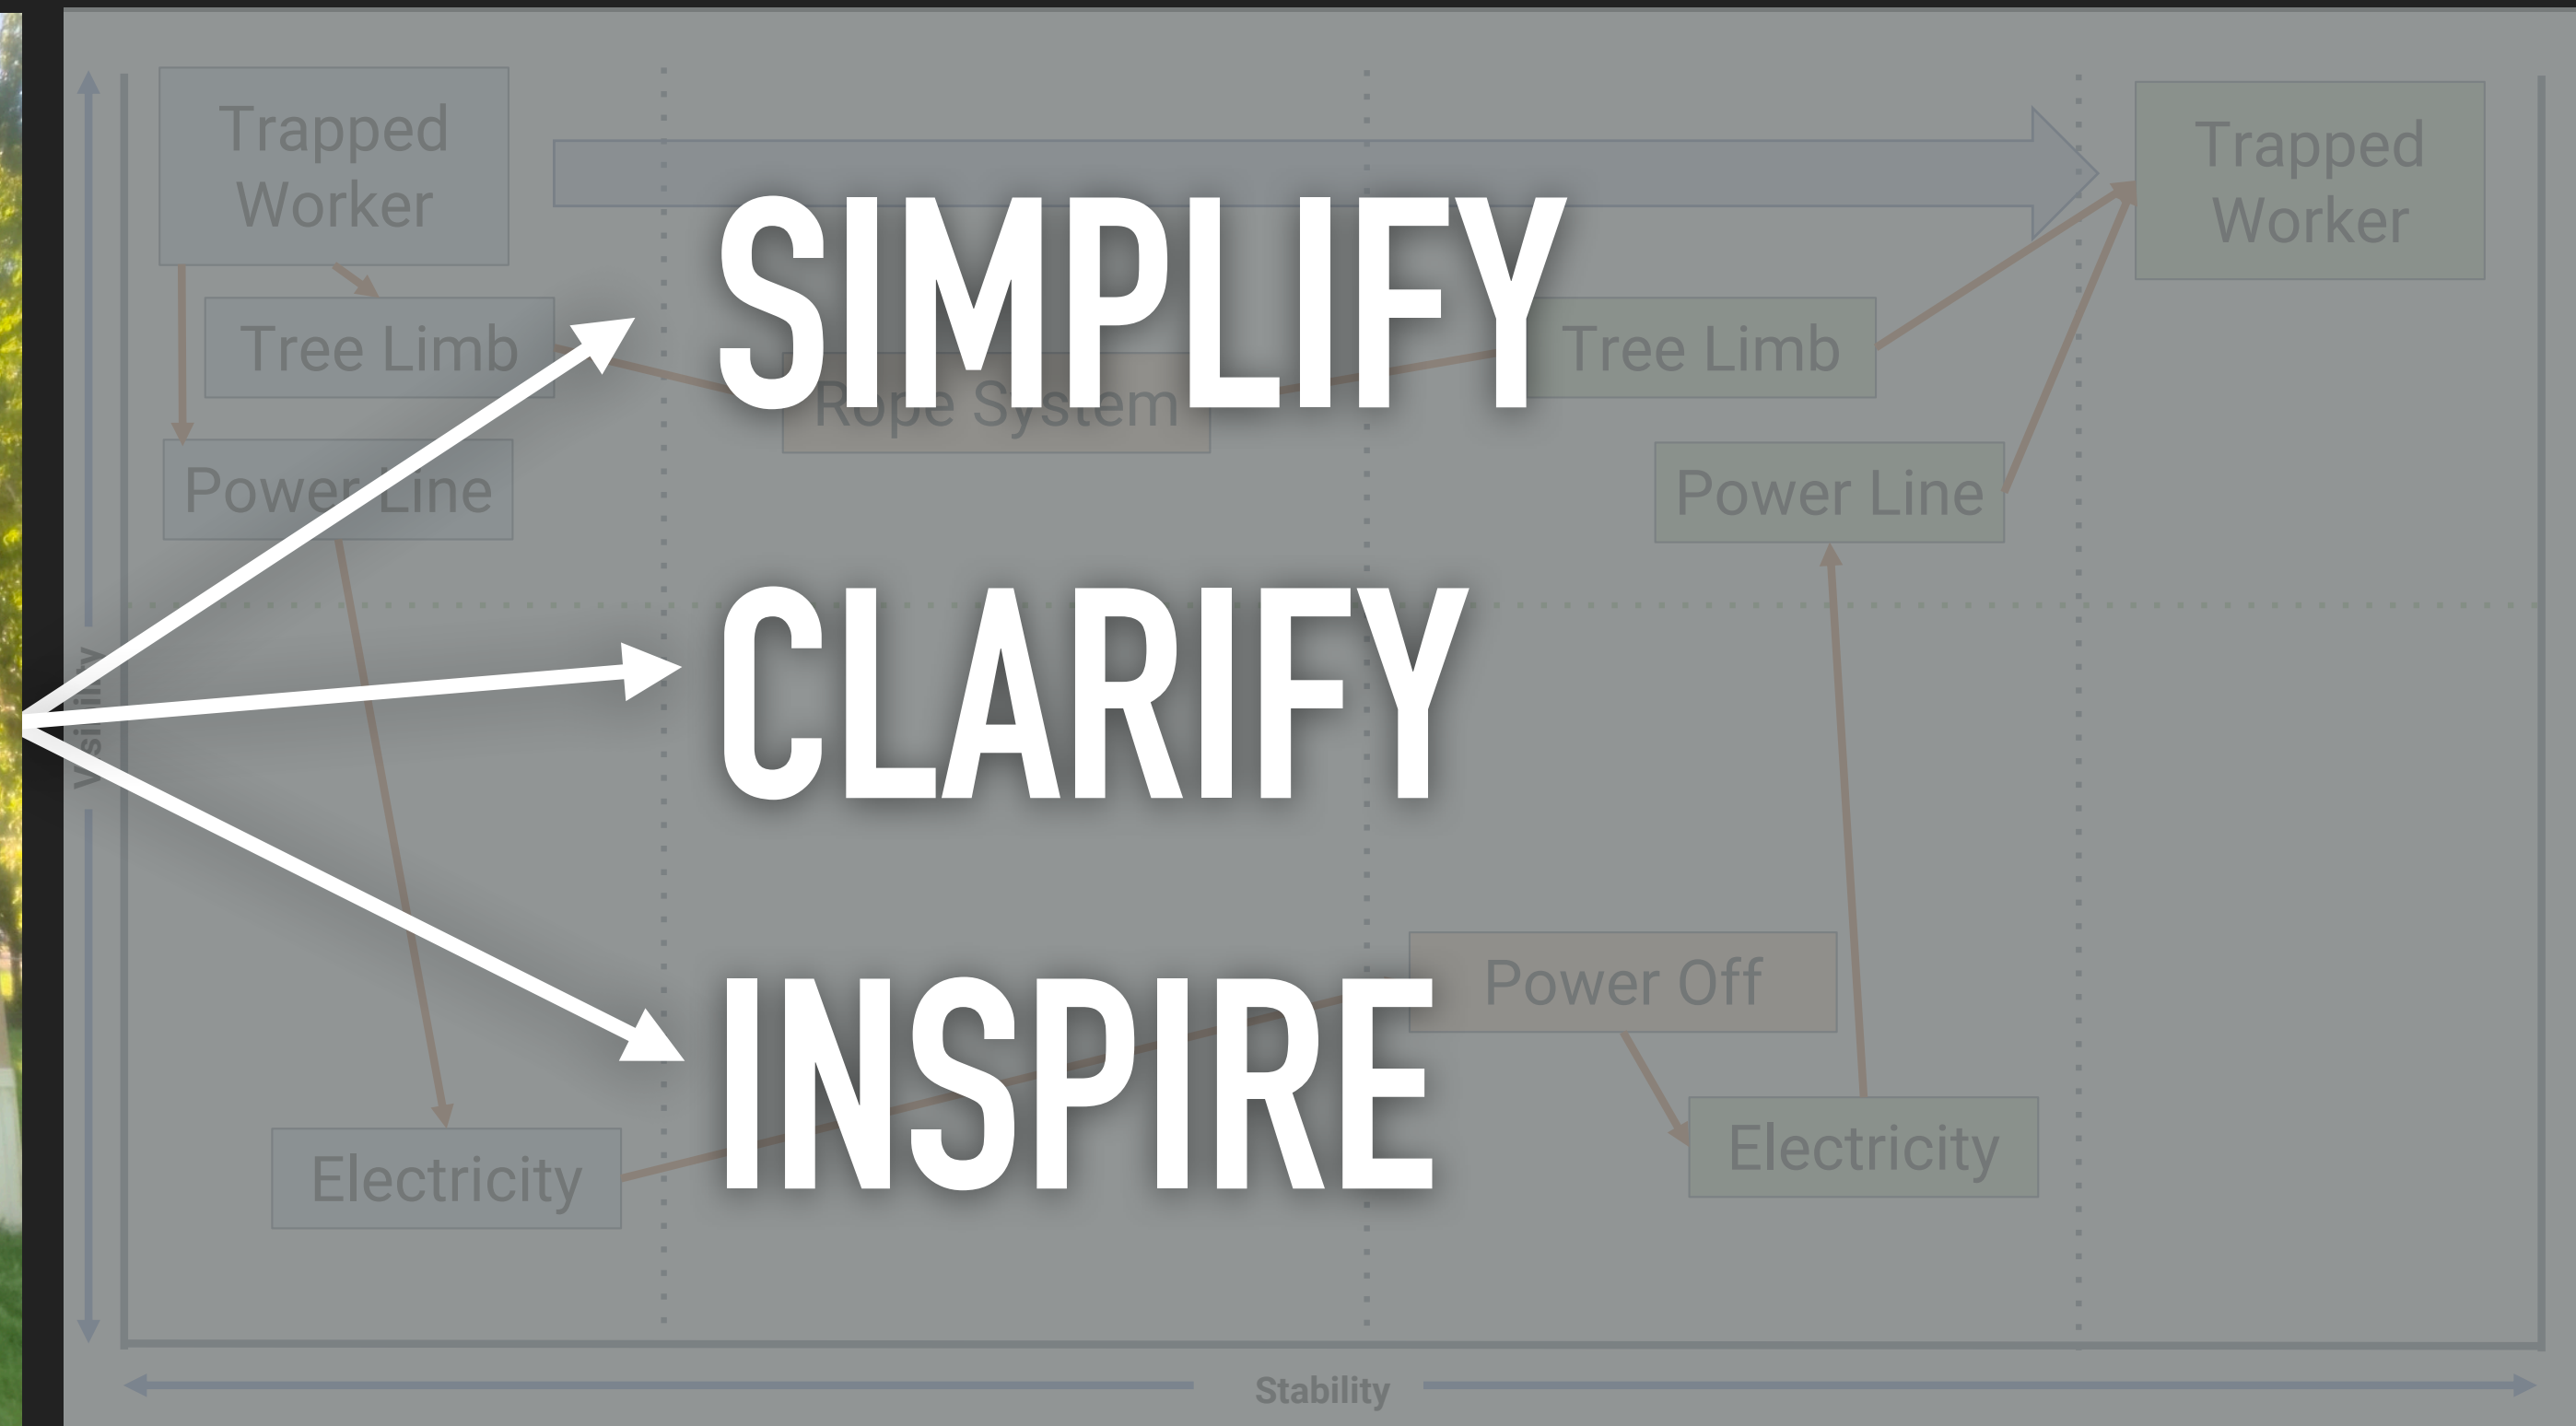 Trapped
Worker
Trapped
Worker
SIMPLIFY
Tree Limb
Tree Limb
Rope System
Power Line
Power Line
CLARIFY
Visibility
Power Off
INSPIRE
Electricity
Electricity
Stability